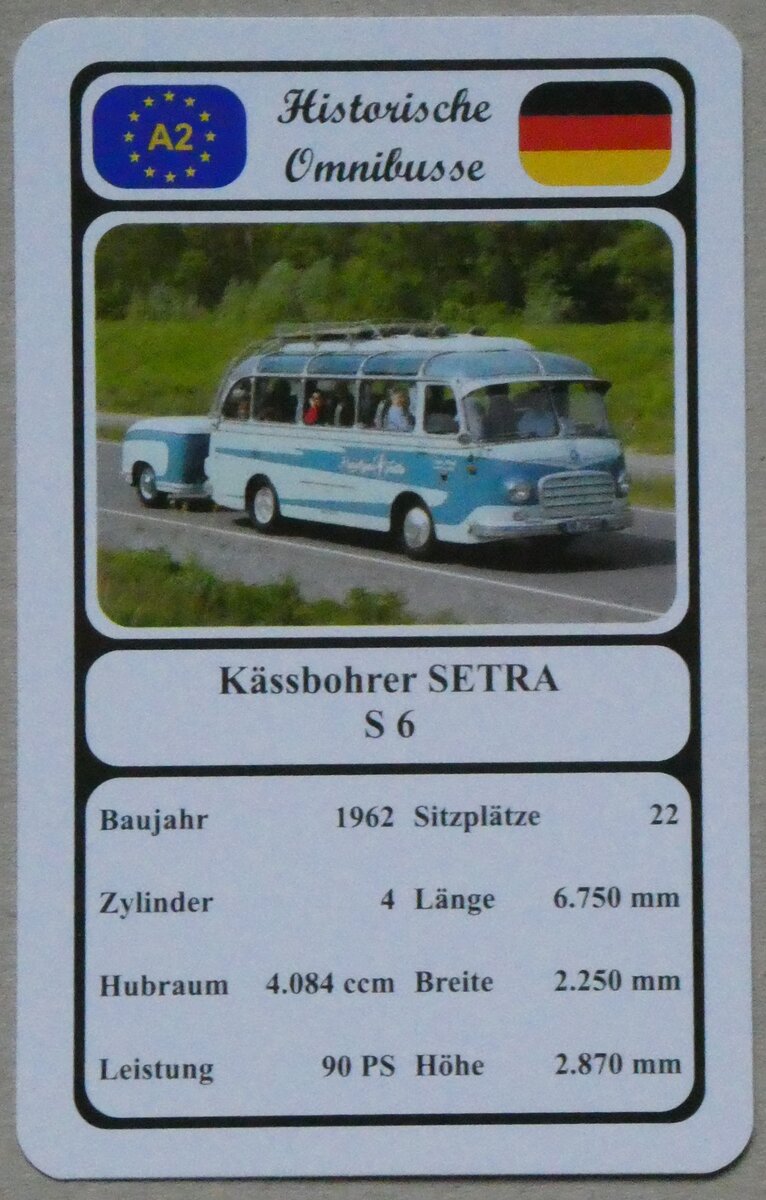 A2
Historische
Omnibusse
Kässbohrer SETRA
S 6
Baujahr 1962 Sitzplätze 22
Zylinder 4 Länge 6.750 mm
Hubraum 4.084 ccm Breite 2.250 mm
Leistung 90 PS Höhe 2.870 mm